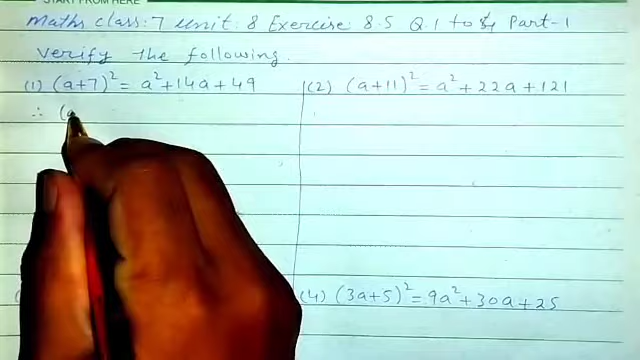 START FROM HERE
Maths class: 7 unit: 8 Exercise 8.5 Q.1 to 4 Part-1
Verify the following.
(1) (a+7)² = a²+14a+49
(2) (a+11)² = a²+22a+121
∴ (a
(4) (3a+5)² = 9a²+30a+25